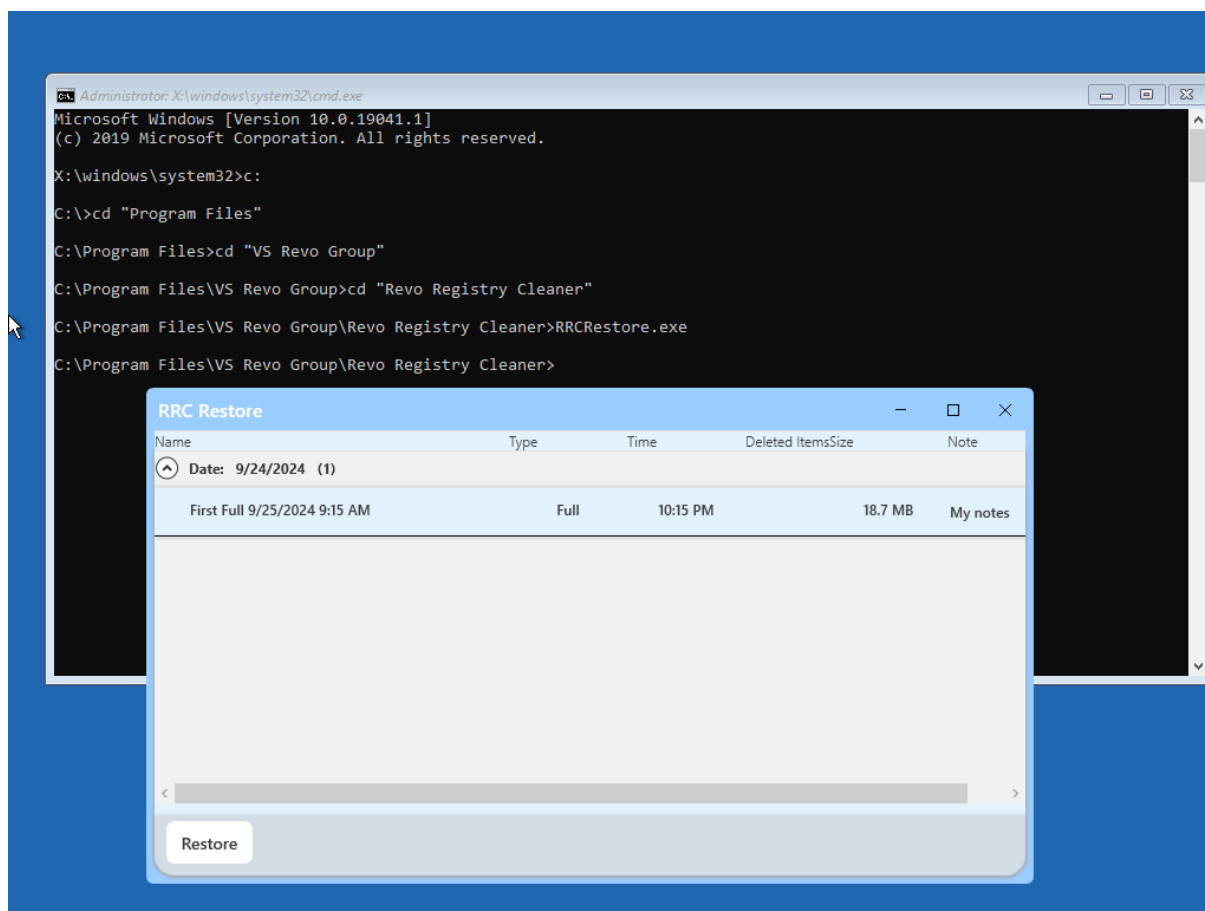 Administrator: X:\windows\system32\cmd.exe
Microsoft Windows [Version 10.0.19041.1]
(c) 2019 Microsoft Corporation. All rights reserved.
X:\windows\system32>c:
C:\>cd "Program Files"
C:\Program Files>cd "VS Revo Group"
C:\Program Files\VS Revo Group>cd "Revo Registry Cleaner"
C:\Program Files\VS Revo Group\Revo Registry Cleaner>RRCRestore.exe
C:\Program Files\VS Revo Group\Revo Registry Cleaner>
RRC Restore
Name Type Time Deleted ItemsSize Note
Date: 9/24/2024 (1)
First Full 9/25/2024 9:15 AM Full 10:15 PM 18.7 MB My notes
Restore